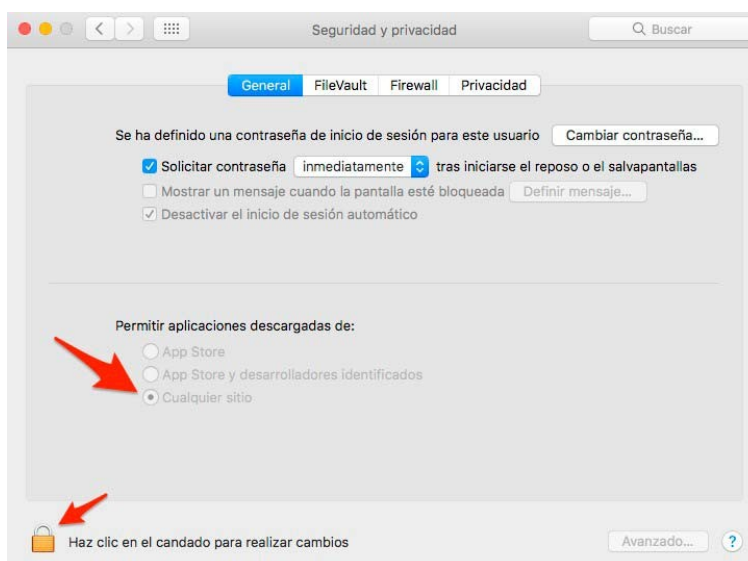 Seguridad y privacidad
Buscar
General FileVault Firewall Privacidad
Se ha definido una contraseña de inicio de sesión para este usuario Cambiar contraseña...
Solicitar contraseña inmediatamente tras iniciarse el reposo o el salvapantallas
Mostrar un mensaje cuando la pantalla esté bloqueada Definir mensaje...
Desactivar el inicio de sesión automático
Permitir aplicaciones descargadas de:
App Store
App Store y desarrolladores identificados
Cualquier sitio
Haz clic en el candado para realizar cambios Avanzado... ?